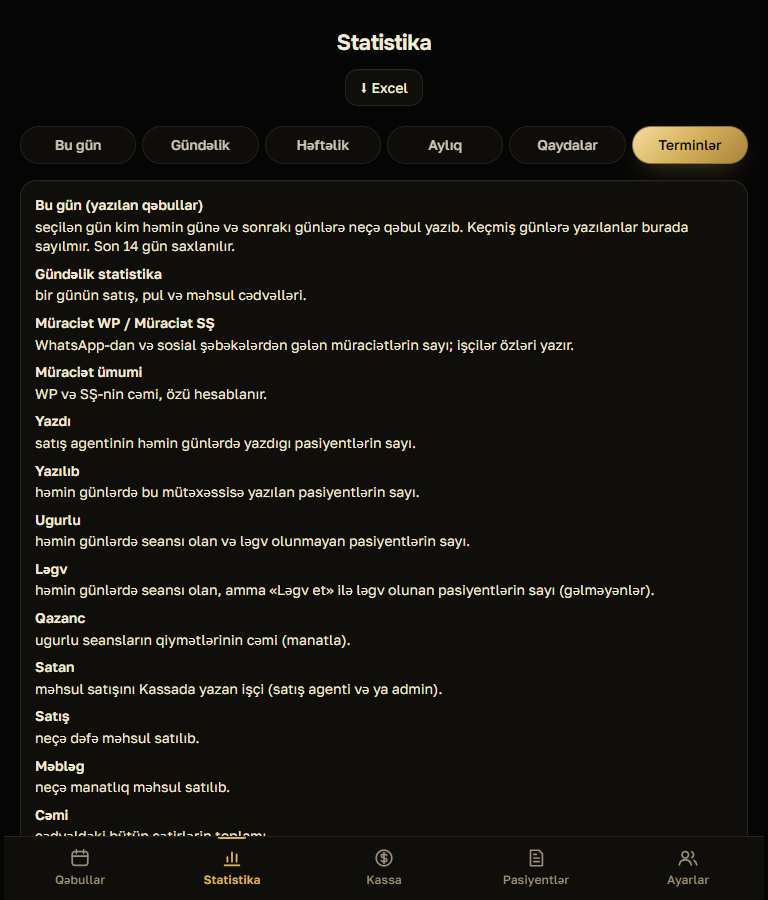 Statistika
⬇ Excel
Bu gün
Gündəlik
Həftəlik
Aylıq
Qaydalar
Terminlər
Bu gün (yazılan qəbullar)
seçilən gün kim həmin günə və sonrakı günlərə neçə qəbul yazıb. Keçmiş günlərə yazılanlar burada
sayılmır. Son 14 gün saxlanılır.
Gündəlik statistika
bir günün satış, pul və məhsul cədvəlləri.
Müraciət WP / Müraciət SŞ
WhatsApp-dan və sosial şəbəkələrdən gələn müraciətlərin sayı; işçilər özləri yazır.
Müraciət ümumi
WP və SŞ-nin cəmi, özü hesablanır.
Yazdı
satış agentinin həmin günlərdə yazdıgı pasiyentlərin sayı.
Yazılıb
həmin günlərdə bu mütəxəssisə yazılan pasiyentlərin sayı.
Ugurlu
həmin günlərdə seansı olan və ləgv olunmayan pasiyentlərin sayı.
Ləgv
həmin günlərdə seansı olan, amma «Ləgv et» ilə ləgv olunan pasiyentlərin sayı (gəlməyənlər).
Qazanc
ugurlu seansların qiymətlərinin cəmi (manatla).
Satan
məhsul satışını Kassada yazan işçi (satış agenti və ya admin).
Satış
neçə dəfə məhsul satılıb.
Məbləg
neçə manatlıq məhsul satılıb.
Cəmi
cədvəldəki bütün sətirlərin toplamı.
Qəbullar
Statistika
Kassa
Pasiyentlər
Ayarlar